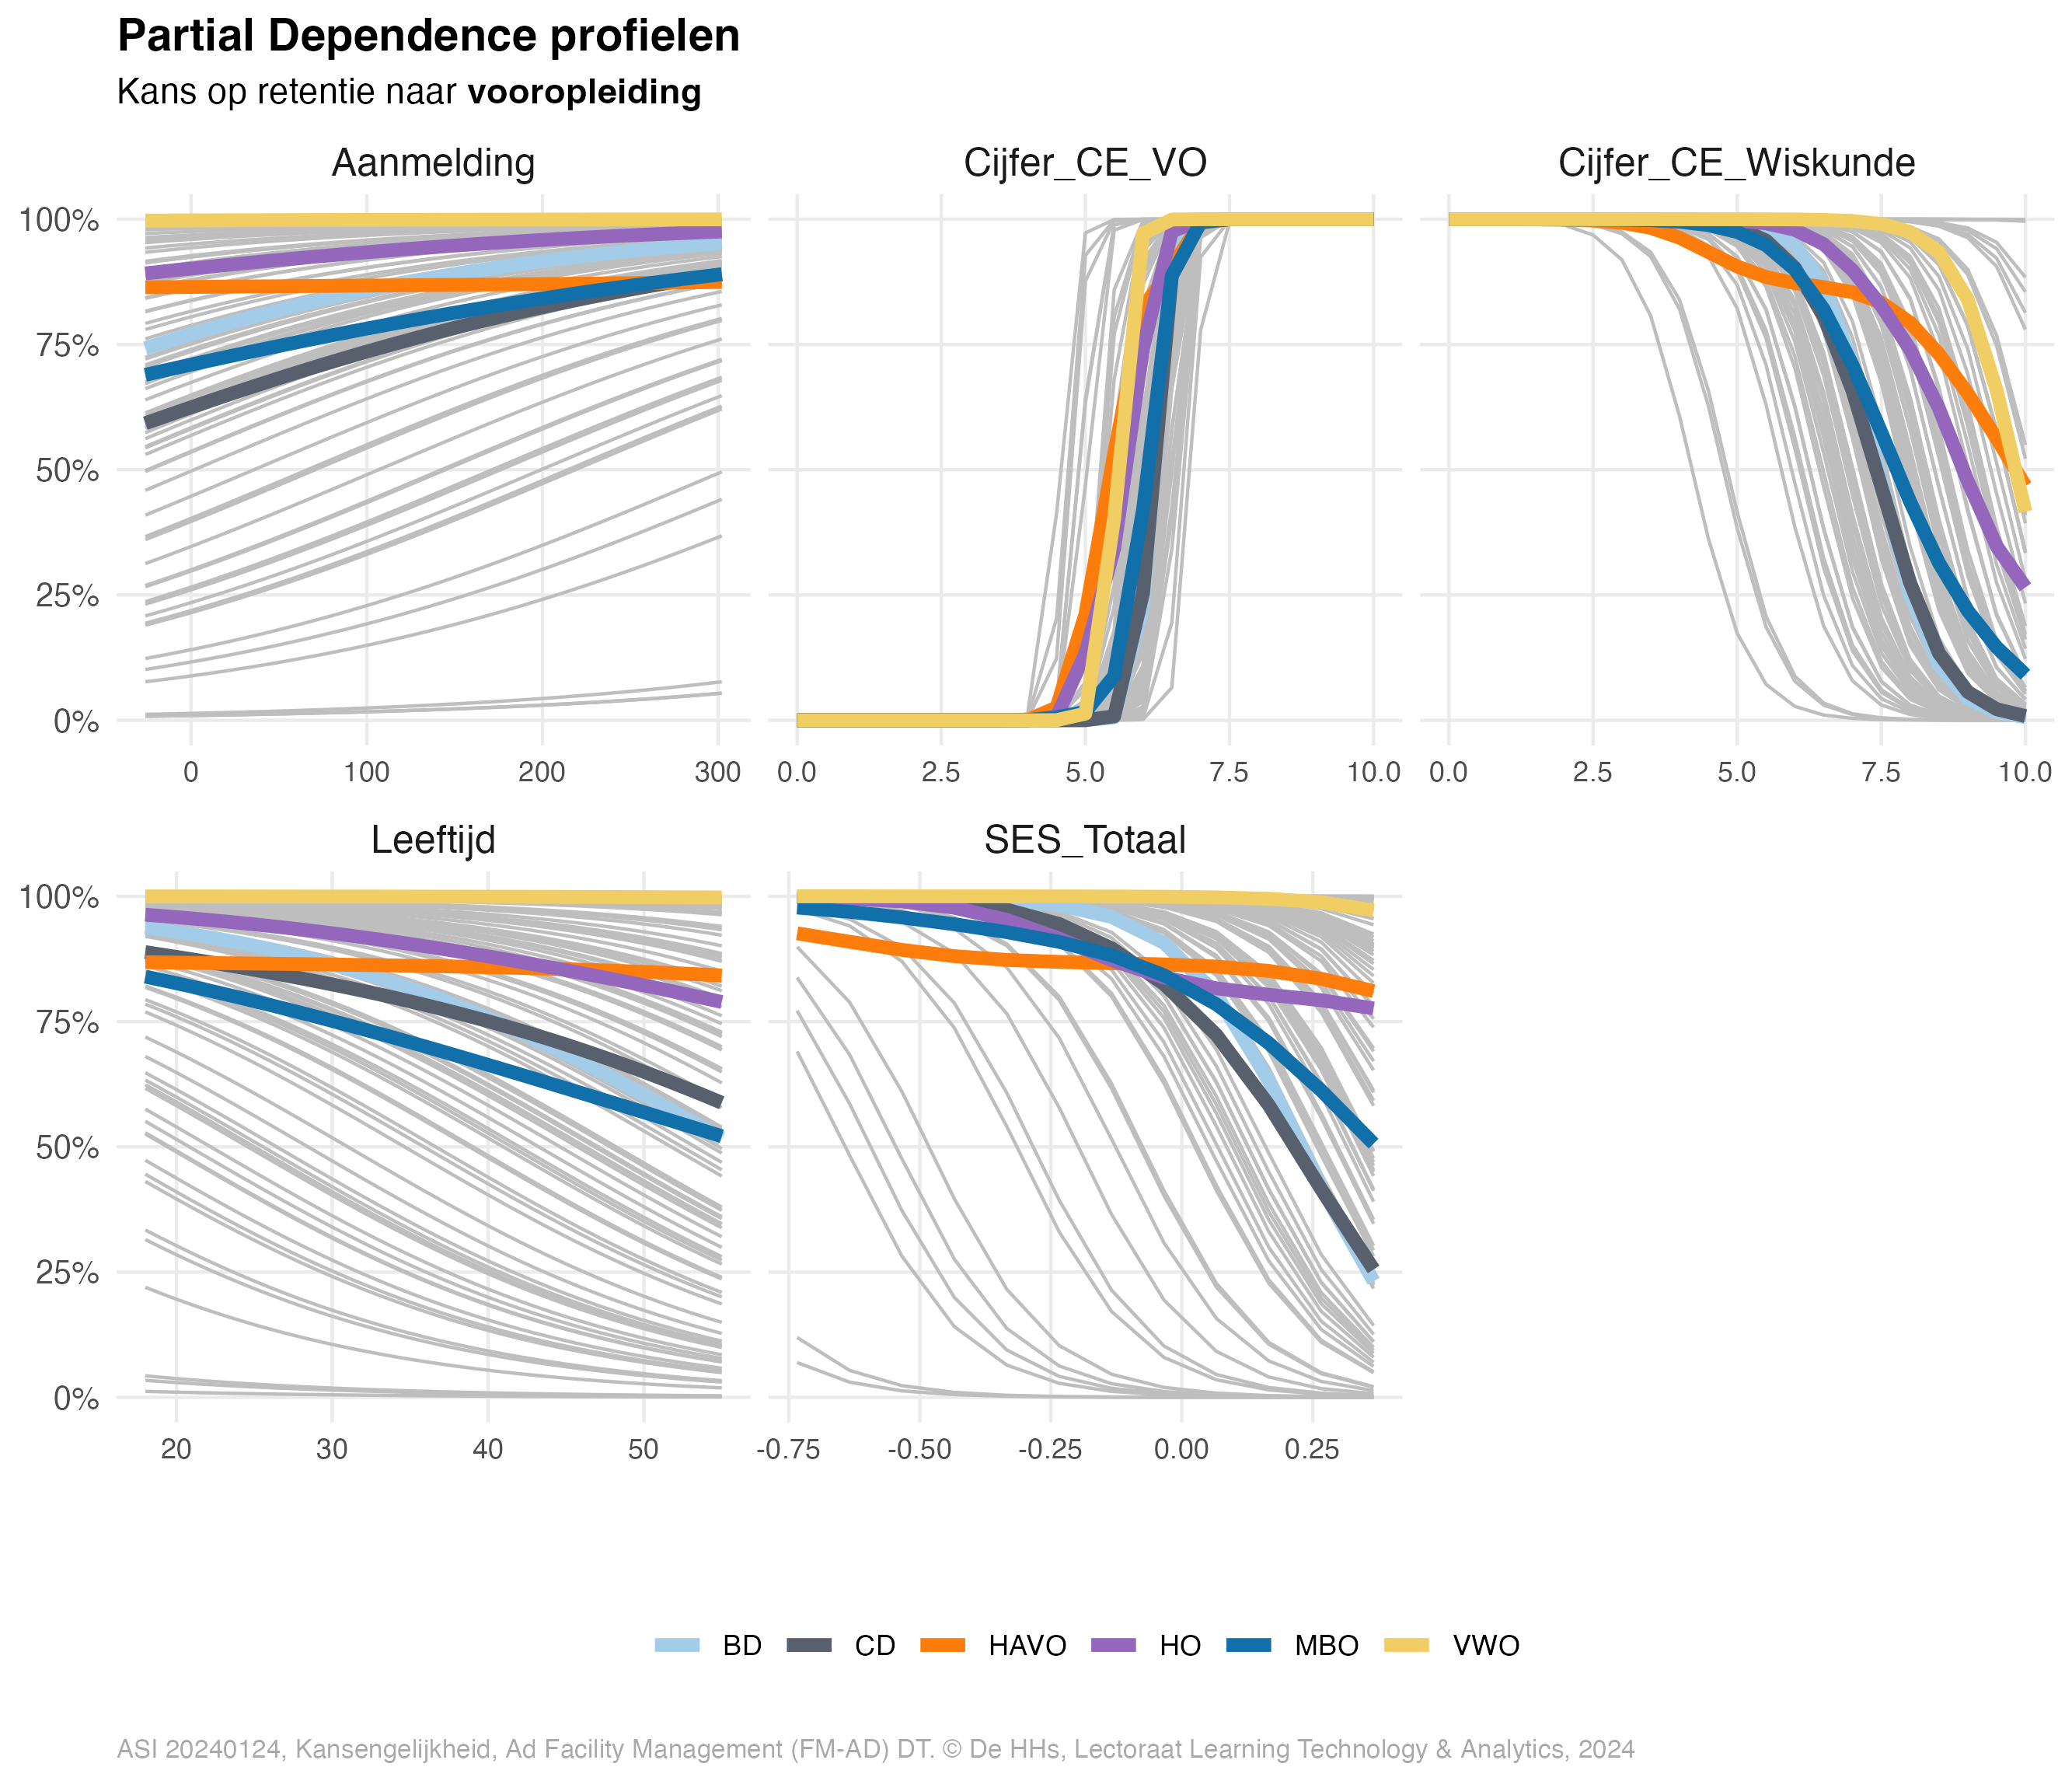 Partial Dependence profielen
Kans op retentie naar vooropleiding
Aanmelding
Cijfer_CE_VO
Cijfer_CE_Wiskunde
100%
75%
50%
25%
0%
0 100 200 300
0.0 2.5 5.0 7.5 10.0
0.0 2.5 5.0 7.5 10.0
Leeftijd
SES_Totaal
100%
75%
50%
25%
0%
20 30 40 50
-0.75 -0.50 -0.25 0.00 0.25
BD CD HAVO HO MBO VWO
ASI 20240124, Kansengelijkheid, Ad Facility Management (FM-AD) DT. © De HHs, Lectoraat Learning Technology & Analytics, 2024